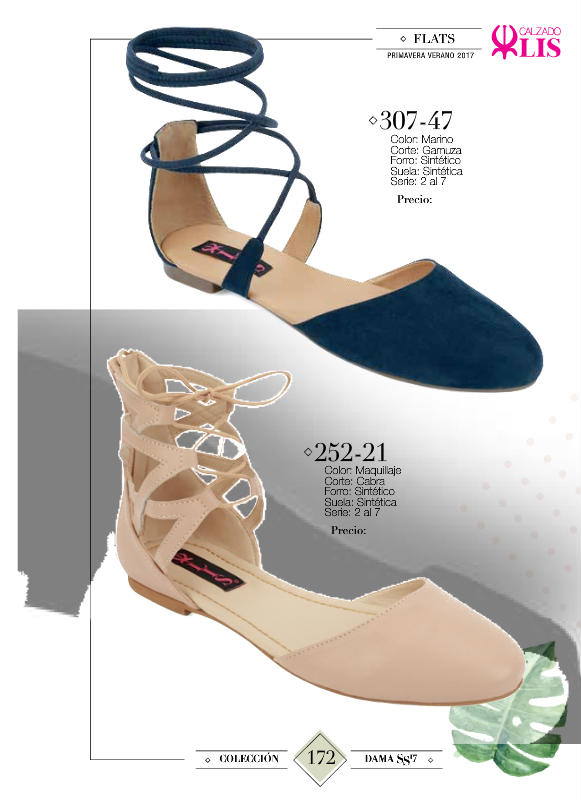 FLATS
PRIMAVERA VERANO 2017
CALZADO
LIS
307-47
Color: Marino
Corte: Gamuza
Forro: Sintético
Suela: Sintética
Serie: 2 al 7
Precio:
252-21
Color: Maquillaje
Corte: Cabra
Forro: Sintético
Suela: Sintética
Serie: 2 al 7
Precio:
COLECCIÓN
172
DAMA SS'7